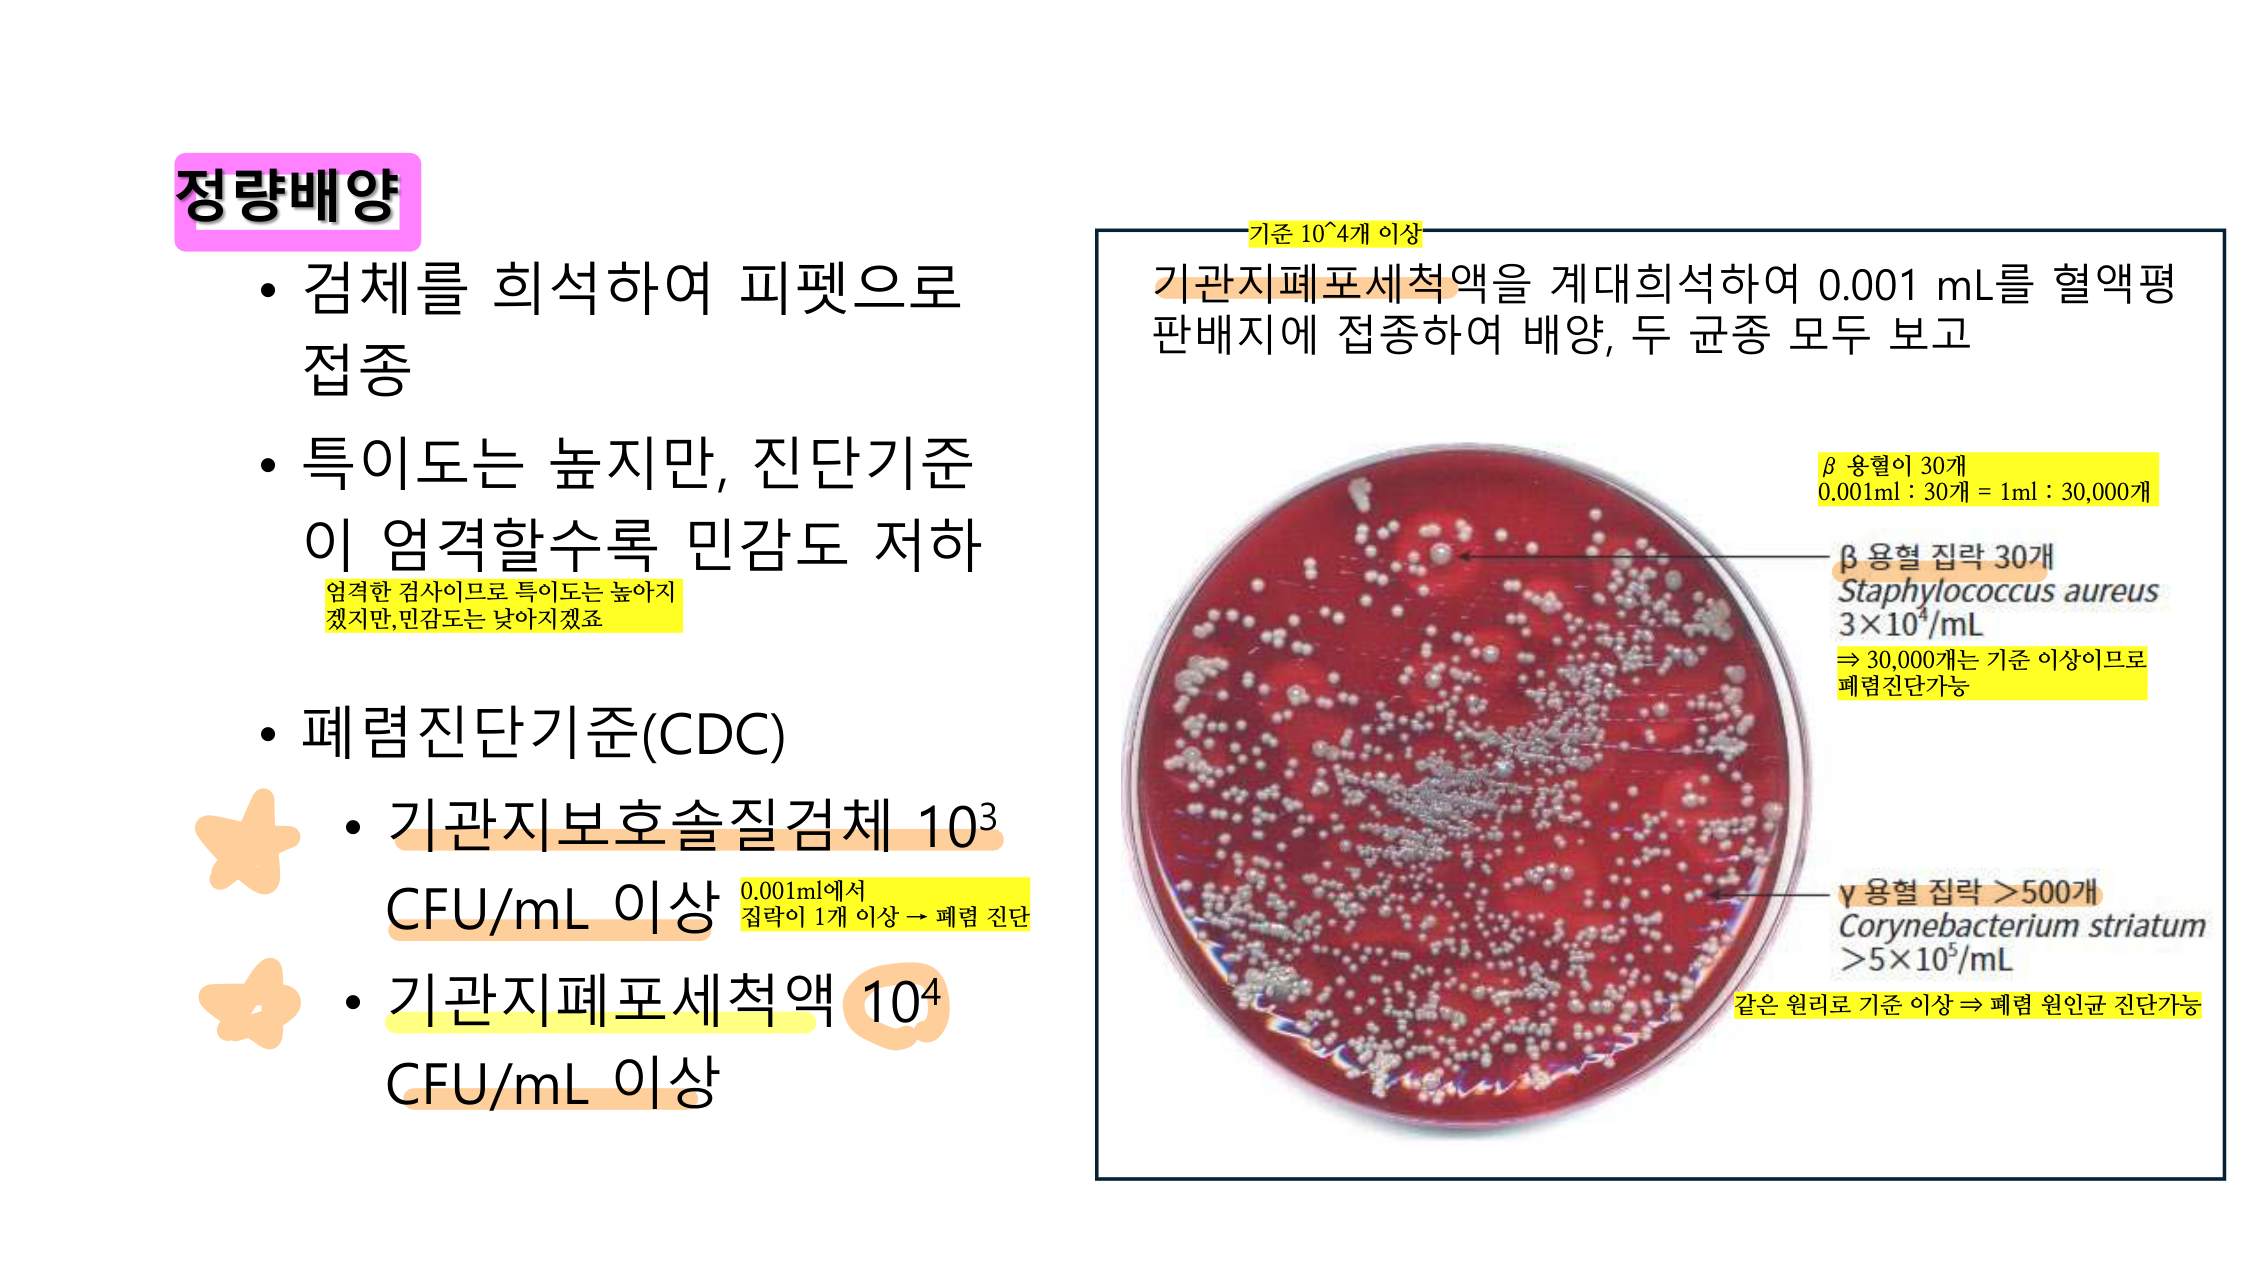 정량배양
• 검체를 희석하여 피펫으로
접종
• 특이도는 높지만, 진단기준
이 엄격할수록 민감도 저하
엄격한 검사이므로 특이도는 높아지
겠지만,민감도는 낮아지겠죠
• 폐렴진단기준(CDC)
• 기관지보호솔질검체 10³
CFU/mL 이상
0.001ml에서
집락이 1개 이상 → 폐렴 진단
• 기관지폐포세척액 10⁴
CFU/mL 이상
기준 10^4개 이상
기관지폐포세척액을 계대희석하여 0.001 mL를 혈액평
판배지에 접종하여 배양, 두 균종 모두 보고
β 용혈이 30개
0.001ml : 30개 = 1ml : 30,000개
β 용혈 집락 30개
Staphylococcus aureus
3×10⁴/mL
⇒ 30,000개는 기준 이상이므로
폐렴진단가능
γ 용혈 집락 >500개
Corynebacterium striatum
>5×10⁵/mL
같은 원리로 기준 이상 ⇒ 폐렴 원인균 진단가능